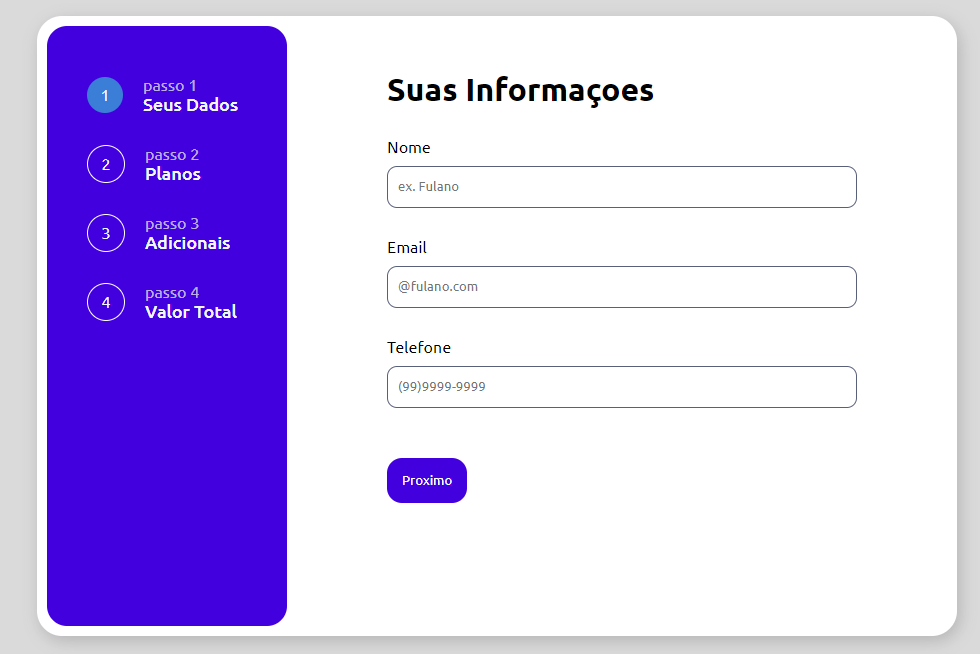 1
passo 1
Seus Dados
2
passo 2
Planos
3
passo 3
Adicionais
4
passo 4
Valor Total
Suas Informaçoes
Nome
ex. Fulano
Email
@fulano.com
Telefone
(99)9999-9999
Proximo